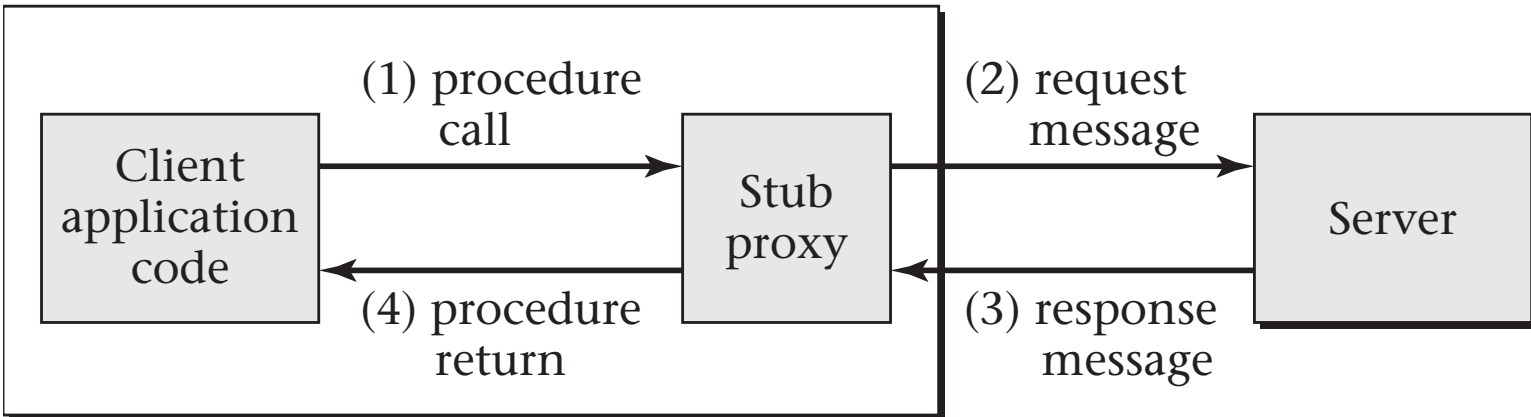 (1) procedure
call
(2) request
message
Client
application
code
Stub
proxy
Server
(4) procedure
return
(3) response
message